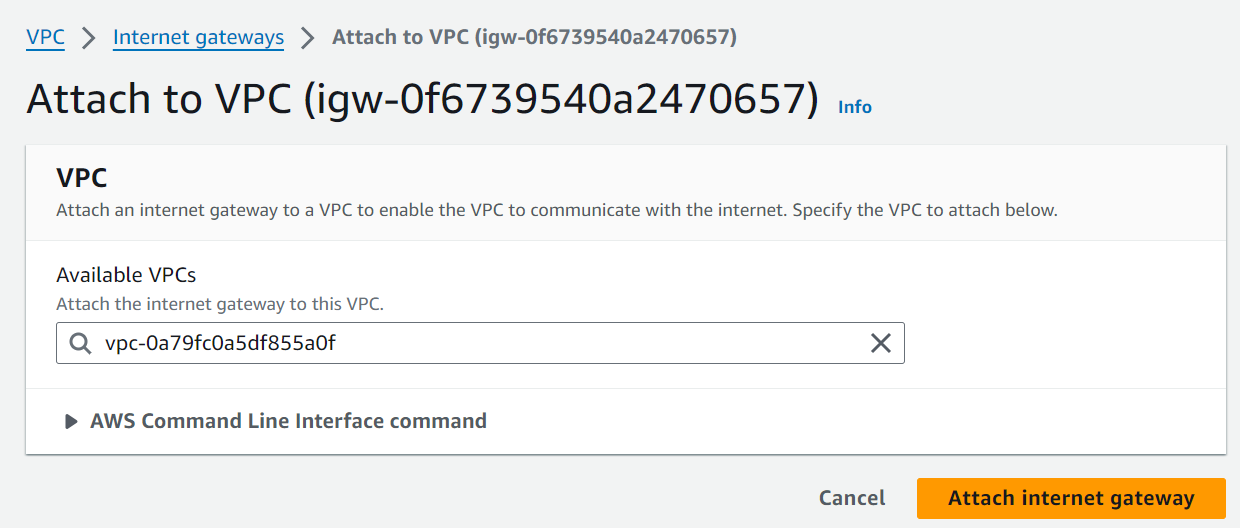 VPC > Internet gateways > Attach to VPC (igw-0f6739540a2470657)
Attach to VPC (igw-0f6739540a2470657) Info
VPC
Attach an internet gateway to a VPC to enable the VPC to communicate with the internet. Specify the VPC to attach below.
Available VPCs
Attach the internet gateway to this VPC.
vpc-0a79fc0a5df855a0f
AWS Command Line Interface command
Cancel Attach internet gateway